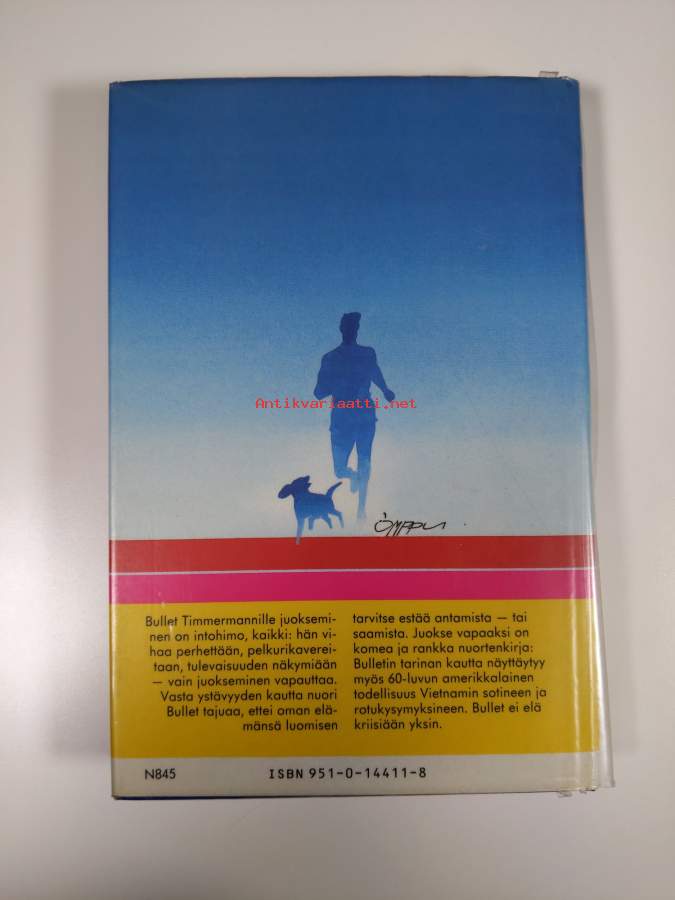 Antikvariaatti.net
Bullet Timmermannille juoksemi-
nen on intohimo, kaikki: hän vi-
haa perhettään, pelkurikaverei-
taan, tulevaisuuden näkymiään
— vain juokseminen vapauttaa.
Vasta ystävyyden kautta nuori
Bullet tajuaa, ettei oman elä-
mänsä luomisen
tarvitse estää antamista — tai
saamista. Juokse vapaaksi on
komea ja rankka nuortenkirja:
Bulletin tarinan kautta näyttäytyy
myös 60-luvun amerikkalainen
todellisuus Vietnamin sotineen ja
rotukysymyksineen. Bullet ei elä
kriisiään yksin.
N845
ISBN 951-0-14411-8